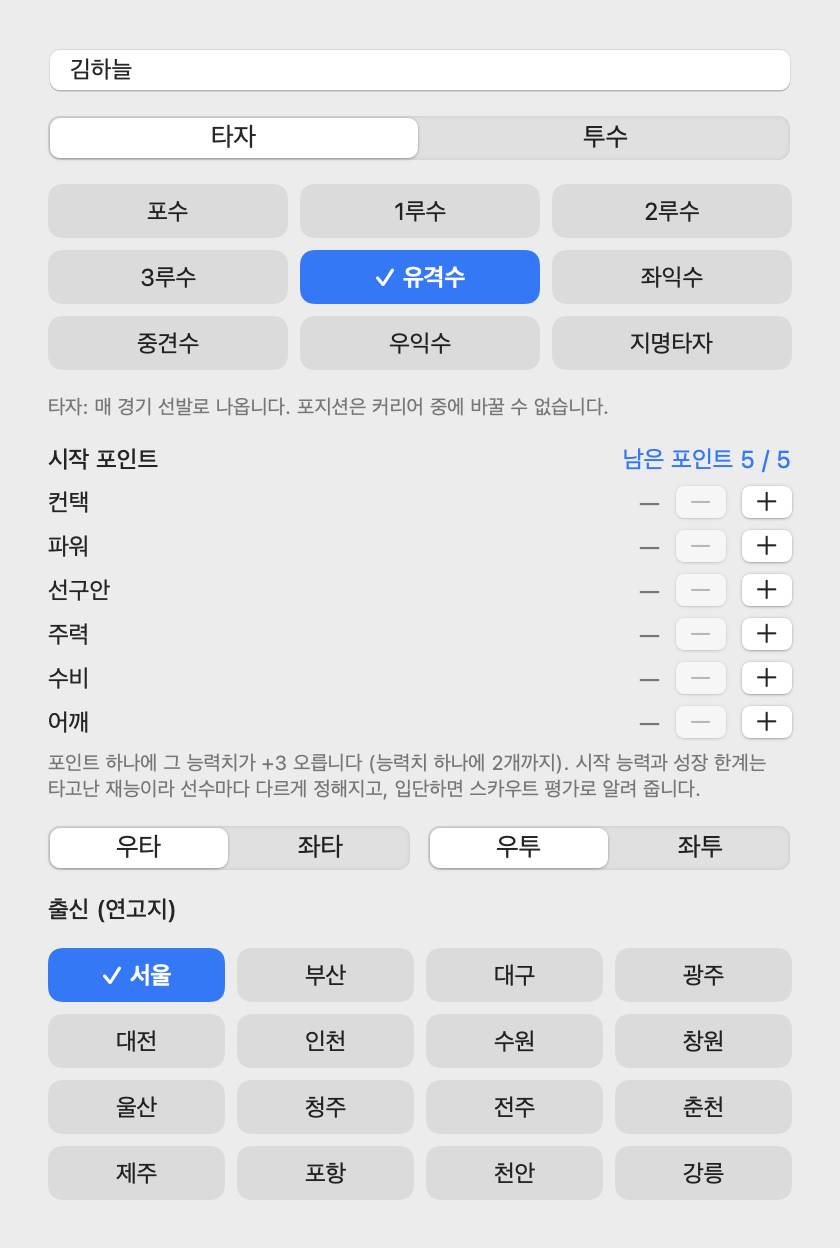 김하늘
타자 투수
포수 1루수 2루수
3루수 ✓ 유격수 좌익수
중견수 우익수 지명타자
타자: 매 경기 선발로 나옵니다. 포지션은 커리어 중에 바꿀 수 없습니다.
시작 포인트 남은 포인트 5 / 5
컨택 — — +
파워 — — +
선구안 — — +
주력 — — +
수비 — — +
어깨 — — +
포인트 하나에 그 능력치가 +3 오릅니다 (능력치 하나에 2개까지). 시작 능력과 성장 한계는
타고난 재능이라 선수마다 다르게 정해지고, 입단하면 스카우트 평가로 알려 줍니다.
우타 좌타 우투 좌투
출신 (연고지)
✓ 서울 부산 대구 광주
대전 인천 수원 창원
울산 청주 전주 춘천
제주 포항 천안 강릉